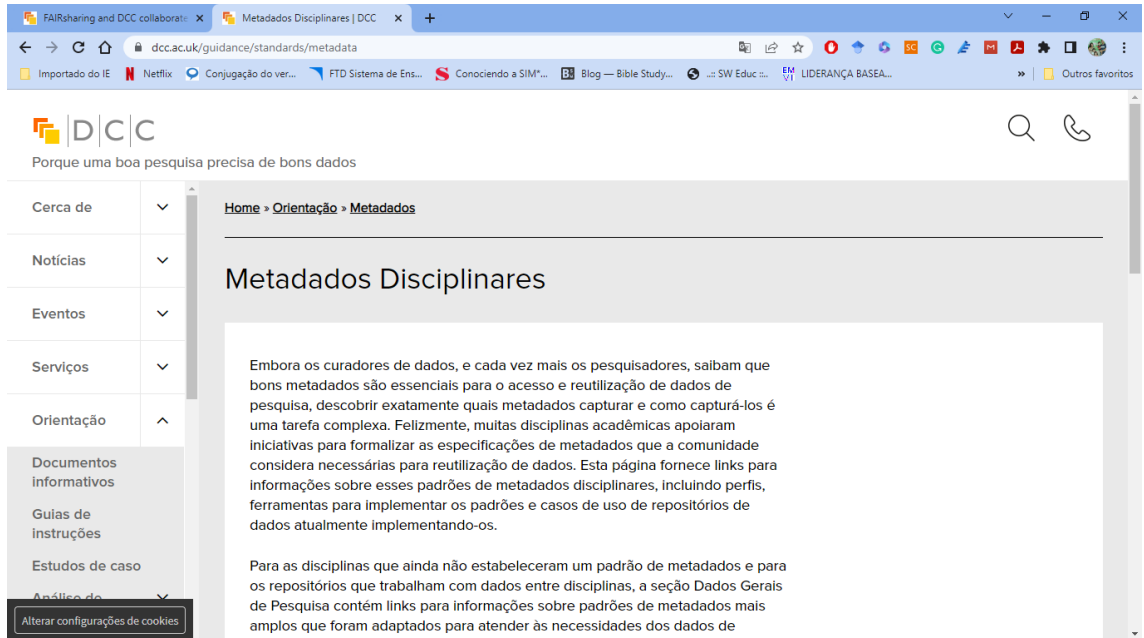 FAIRsharing and DCC collaborate
Metadados Disciplinares | DCC
dcc.ac.uk/guidance/standards/metadata
Importado do IE
Netflix
Conjugação do ver...
FTD Sistema de Ens...
Conociendo a SIM*...
Blog — Bible Study...
..:: SW Educ ::..
LIDERANÇA BASEA...
»
Outros favoritos
D|C|C
Porque uma boa pesquisa precisa de bons dados
Cerca de
Notícias
Eventos
Serviços
Orientação
Documentos
informativos
Guias de
instruções
Estudos de caso
Análise de
Alterar configurações de cookies
Home » Orientação » Metadados
Metadados Disciplinares
Embora os curadores de dados, e cada vez mais os pesquisadores, saibam que
bons metadados são essenciais para o acesso e reutilização de dados de
pesquisa, descobrir exatamente quais metadados capturar e como capturá-los é
uma tarefa complexa. Felizmente, muitas disciplinas acadêmicas apoiaram
iniciativas para formalizar as especificações de metadados que a comunidade
considera necessárias para reutilização de dados. Esta página fornece links para
informações sobre esses padrões de metadados disciplinares, incluindo perfis,
ferramentas para implementar os padrões e casos de uso de repositórios de
dados atualmente implementando-os.
Para as disciplinas que ainda não estabeleceram um padrão de metadados e para
os repositórios que trabalham com dados entre disciplinas, a seção Dados Gerais
de Pesquisa contém links para informações sobre padrões de metadados mais
amplos que foram adaptados para atender às necessidades dos dados de